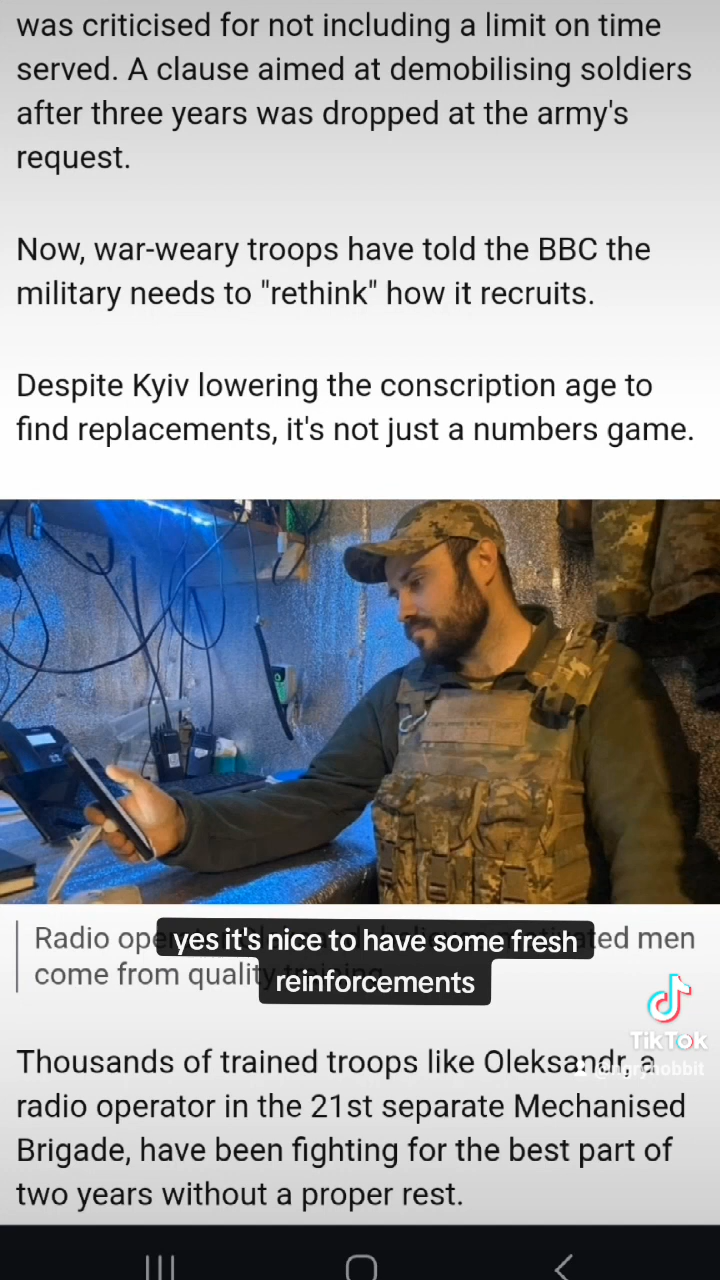 was criticised for not including a limit on time
served. A clause aimed at demobilising soldiers
after three years was dropped at the army's
request.
Now, war-weary troops have told the BBC the
military needs to "rethink" how it recruits.
Despite Kyiv lowering the conscription age to
find replacements, it's not just a numbers game.
Radio ope ted men
yes it's nice to have some fresh
come from quality training
reinforcements
TikTok
Thousands of trained troops like Oleksandr, a
radio operator in the 21st separate Mechanised
Brigade, have been fighting for the best part of
two years without a proper rest.